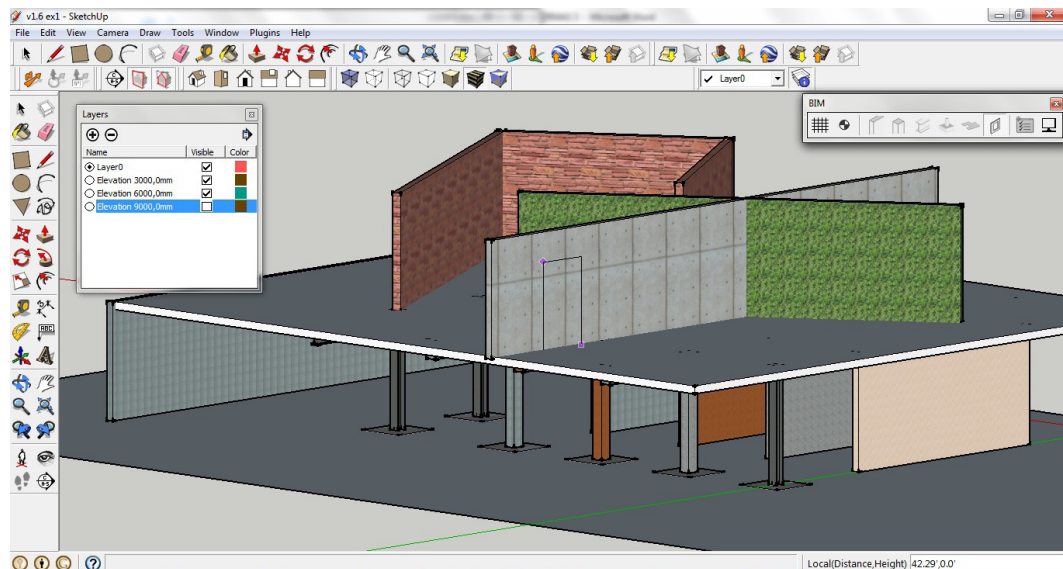 v1.6 ex1 - SketchUp
File Edit View Camera Draw Tools Window Plugins Help
Layer0
Layers
BIM
Name Visible Color
Layer0
Elevation 3000,0mm
Elevation 6000,0mm
Elevation 9000,0mm
ABC
Local(Distance,Height) 42.29',0.0'